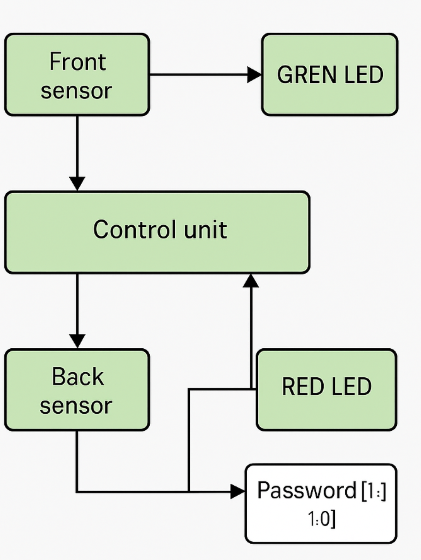 Front
sensor
GREN LED
Control unit
Back
sensor
RED LED
Password [1:]
1:0]